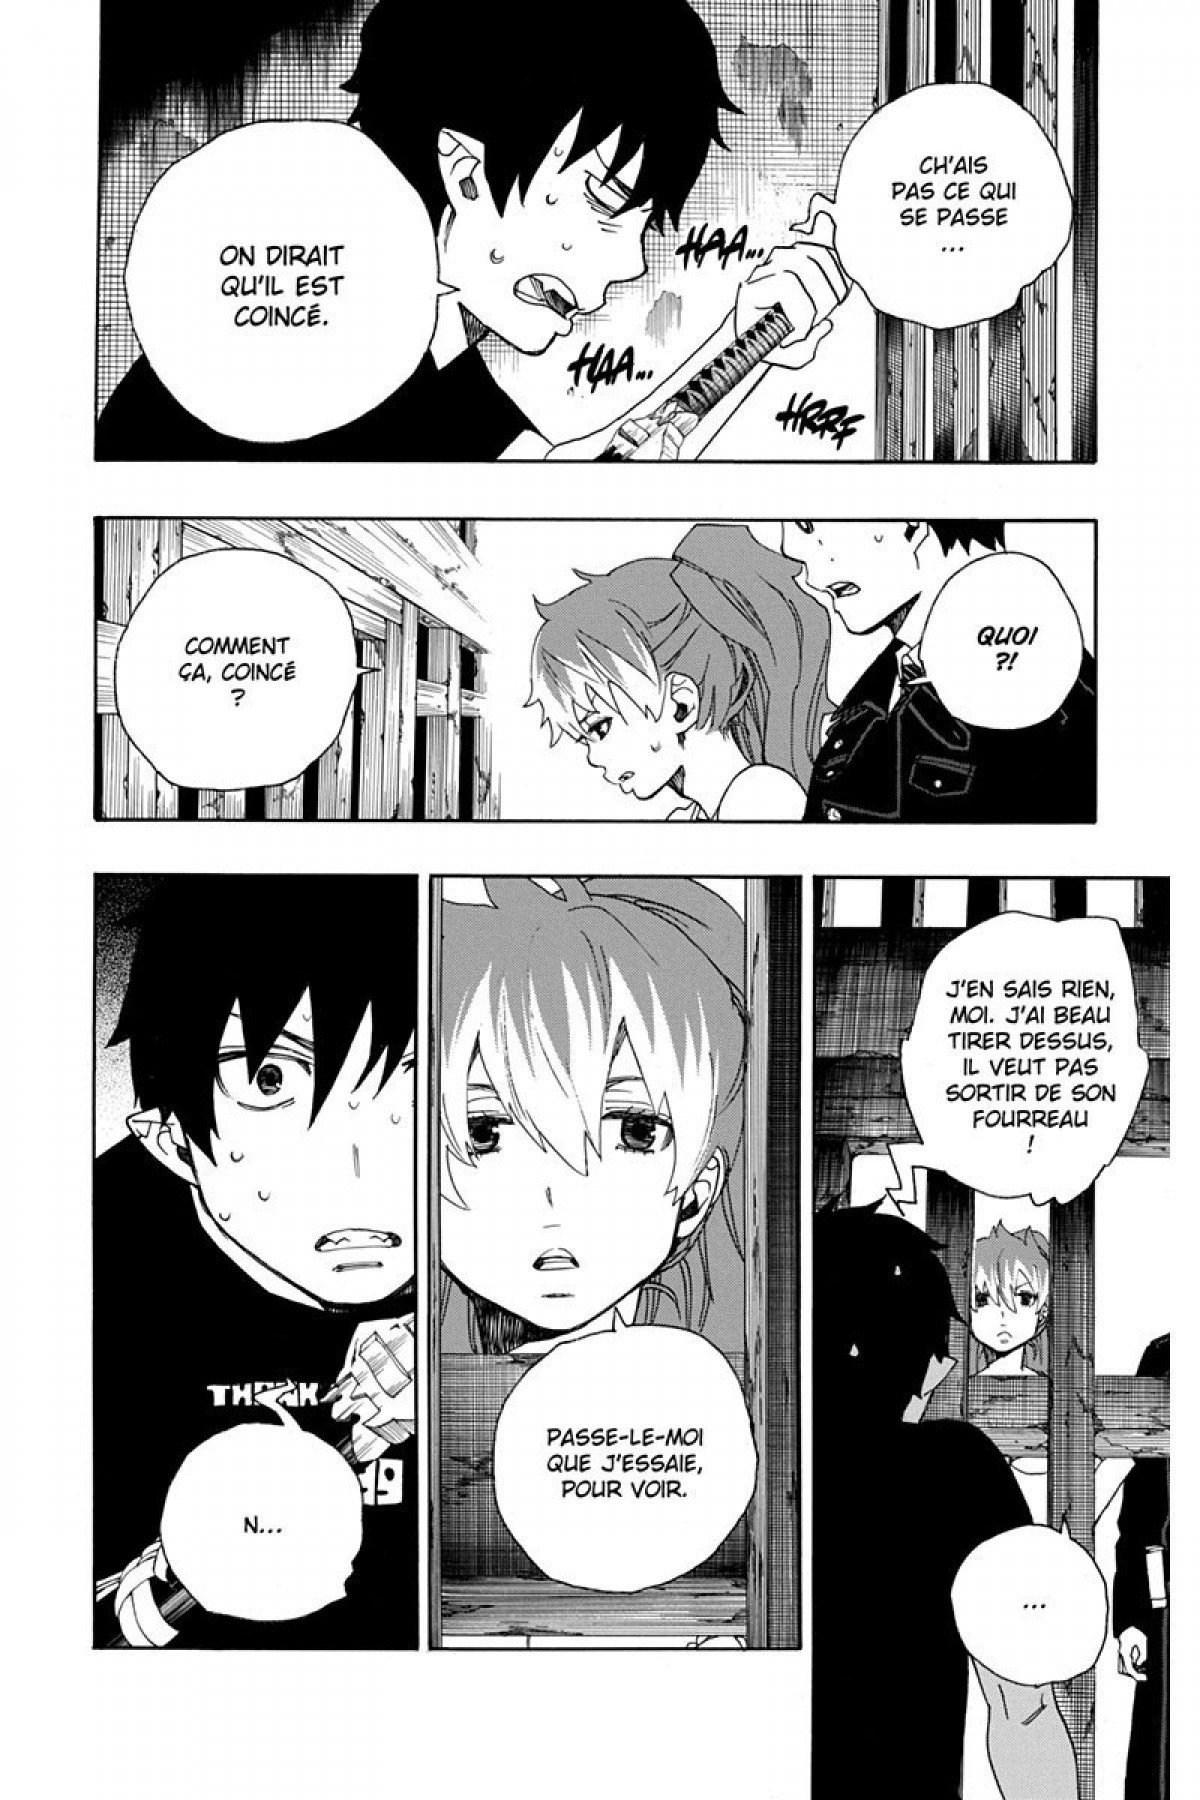 CH'AIS
PAS CE QUI
SE PASSE
...
ON DIRAIT
QU'IL EST
COINCÉ.
HAA...
HAA...
HRRF
QUOI
?!
COMMENT
ÇA, COINCÉ
?
J'EN SAIS RIEN,
MOI. J'AI BEAU
TIRER DESSUS,
IL VEUT PAS
SORTIR DE SON
FOURREAU
!
...
PASSE-LE-MOI
QUE J'ESSAIE,
POUR VOIR.
N...